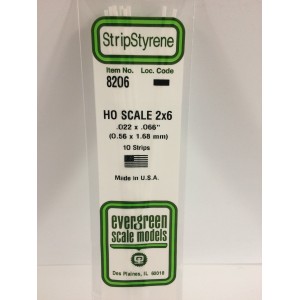 StripStyrene
Item No. Loc. Code
8206
HO SCALE 2x6
.022 x .066"
(0.56 x 1.68 mm)
10 Strips
Made in U.S.A.
evergreen
scale models
Des Plaines, IL 60018